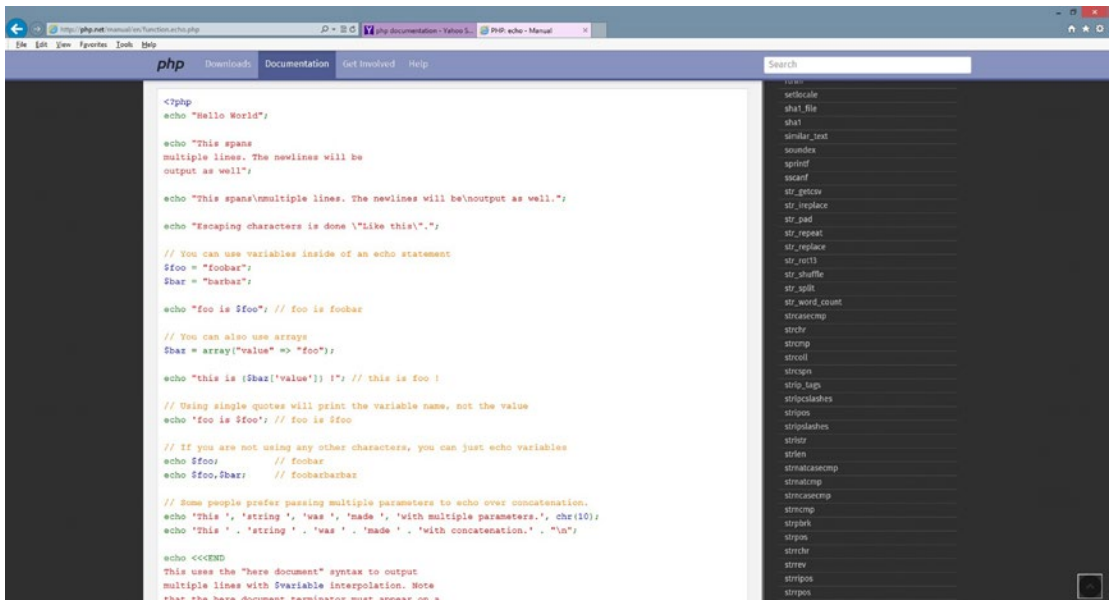 http://php.net/manual/en/function.echo.php
php documentation - Yahoo S...
PHP: echo - Manual
File Edit View Favorites Tools Help
php Downloads Documentation Get Involved Help
Search
<?php
echo "Hello World";
echo "This spans
multiple lines. The newlines will be
output as well";
echo "This spans\nmultiple lines. The newlines will be\noutput as well.";
echo "Escaping characters is done \"Like this\".";
// You can use variables inside of an echo statement
$foo = "foobar";
$bar = "barbaz";
echo "foo is $foo"; // foo is foobar
// You can also use arrays
$baz = array("value" => "foo");
echo "this is {$baz['value']} !"; // this is foo !
// Using single quotes will print the variable name, not the value
echo 'foo is $foo'; // foo is $foo
// If you are not using any other characters, you can just echo variables
echo $foo; // foobar
echo $foo,$bar; // foobarbarbaz
// Some people prefer passing multiple parameters to echo over concatenation.
echo 'This ', 'string ', 'was ', 'made ', 'with multiple parameters.', chr(10);
echo 'This ' . 'string ' . 'was ' . 'made ' . 'with concatenation.' . "\n";
echo <<<END
This uses the "here document" syntax to output
multiple lines with $variable interpolation. Note
that the here document terminator must appear on a
setlocale
sha1_file
sha1
similar_text
soundex
sprintf
sscanf
str_getcsv
str_ireplace
str_pad
str_repeat
str_replace
str_rot13
str_shuffle
str_split
str_word_count
strcasecmp
strchr
strcmp
strcoll
strcspn
strip_tags
stripcslashes
stripos
stripslashes
stristr
strlen
strnatcasecmp
strnatcmp
strncasecmp
strncmp
strpbrk
strpos
strrchr
strrev
strripos
strrpos